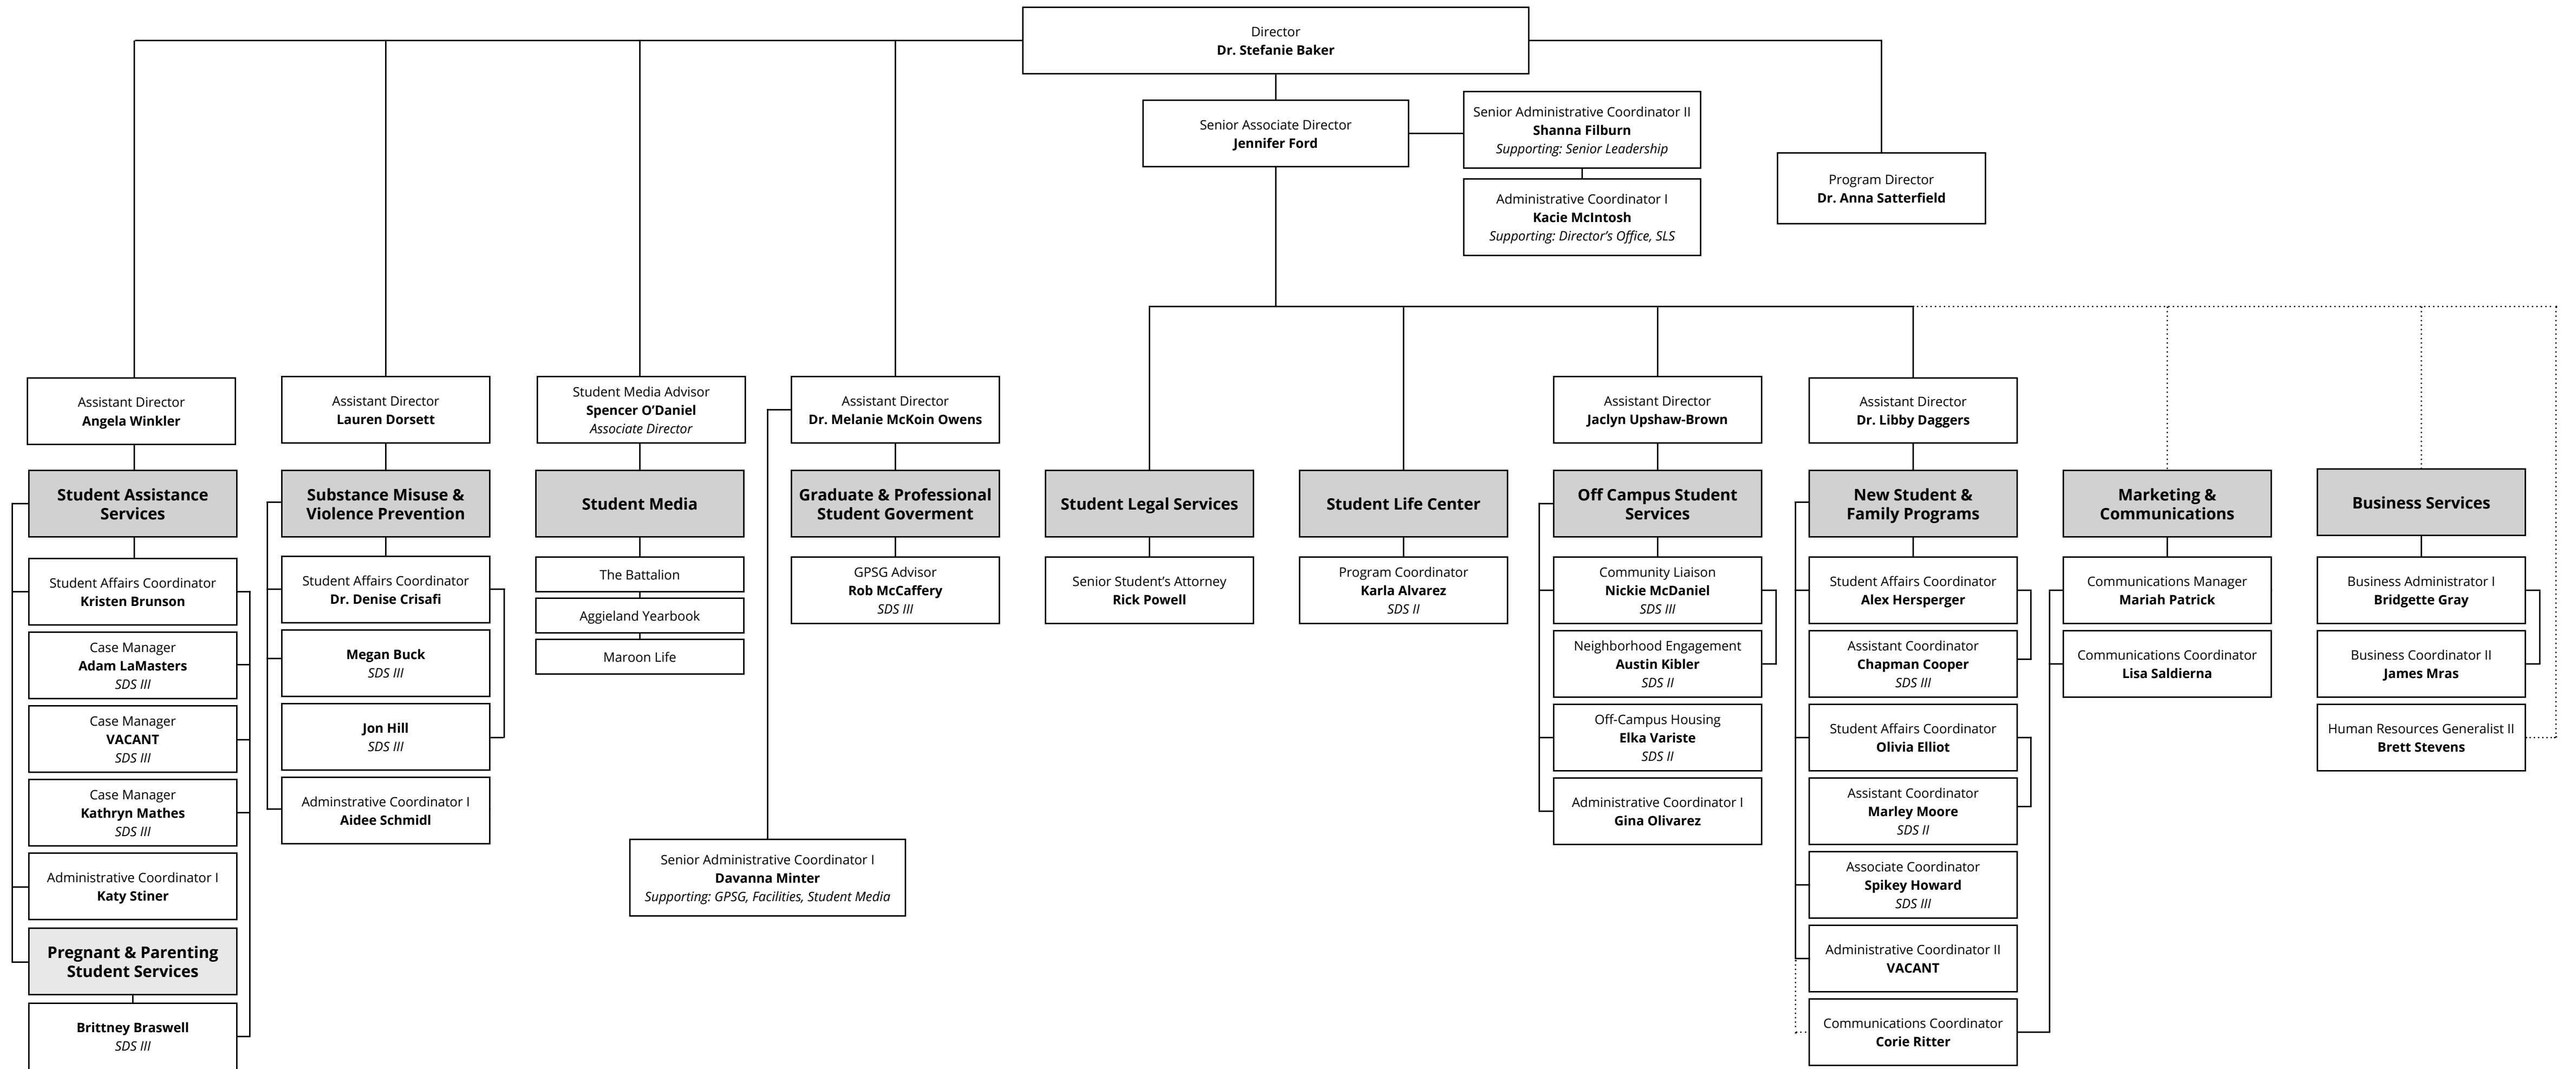 Director
Dr. Stefanie Baker
Senior Associate Director
Jennifer Ford
Senior Administrative Coordinator II
Shanna Filburn
Supporting: Senior Leadership
Administrative Coordinator I
Kacie McIntosh
Supporting: Director's Office, SLS
Program Director
Dr. Anna Satterfield
Assistant Director
Angela Winkler
Student Assistance
Services
Student Affairs Coordinator
Kristen Brunson
Case Manager
Adam LaMasters
SDS III
Case Manager
VACANT
SDS III
Case Manager
Kathryn Mathes
SDS III
Administrative Coordinator I
Katy Stiner
Pregnant & Parenting
Student Services
Brittney Braswell
SDS III
Assistant Director
Lauren Dorsett
Substance Misuse &
Violence Prevention
Student Affairs Coordinator
Dr. Denise Crisafi
Megan Buck
SDS III
Jon Hill
SDS III
Adminstrative Coordinator I
Aidee Schmidl
Student Media Advisor
Spencer O'Daniel
Associate Director
Student Media
The Battalion
Aggieland Yearbook
Maroon Life
Assistant Director
Dr. Melanie McKoin Owens
Graduate & Professional
Student Goverment
GPSG Advisor
Rob McCaffery
SDS III
Senior Administrative Coordinator I
Davanna Minter
Supporting: GPSG, Facilities, Student Media
Student Legal Services
Senior Student's Attorney
Rick Powell
Student Life Center
Program Coordinator
Karla Alvarez
SDS II
Assistant Director
Jaclyn Upshaw-Brown
Off Campus Student
Services
Community Liaison
Nickie McDaniel
SDS III
Neighborhood Engagement
Austin Kibler
SDS II
Off-Campus Housing
Elka Variste
SDS II
Administrative Coordinator I
Gina Olivarez
Assistant Director
Dr. Libby Daggers
New Student &
Family Programs
Student Affairs Coordinator
Alex Hersperger
Assistant Coordinator
Chapman Cooper
SDS III
Student Affairs Coordinator
Olivia Elliot
Assistant Coordinator
Marley Moore
SDS II
Associate Coordinator
Spikey Howard
SDS III
Administrative Coordinator II
VACANT
Communications Coordinator
Corie Ritter
Marketing &
Communications
Communications Manager
Mariah Patrick
Communications Coordinator
Lisa Saldierna
Business Services
Business Administrator I
Bridgette Gray
Business Coordinator II
James Mras
Human Resources Generalist II
Brett Stevens